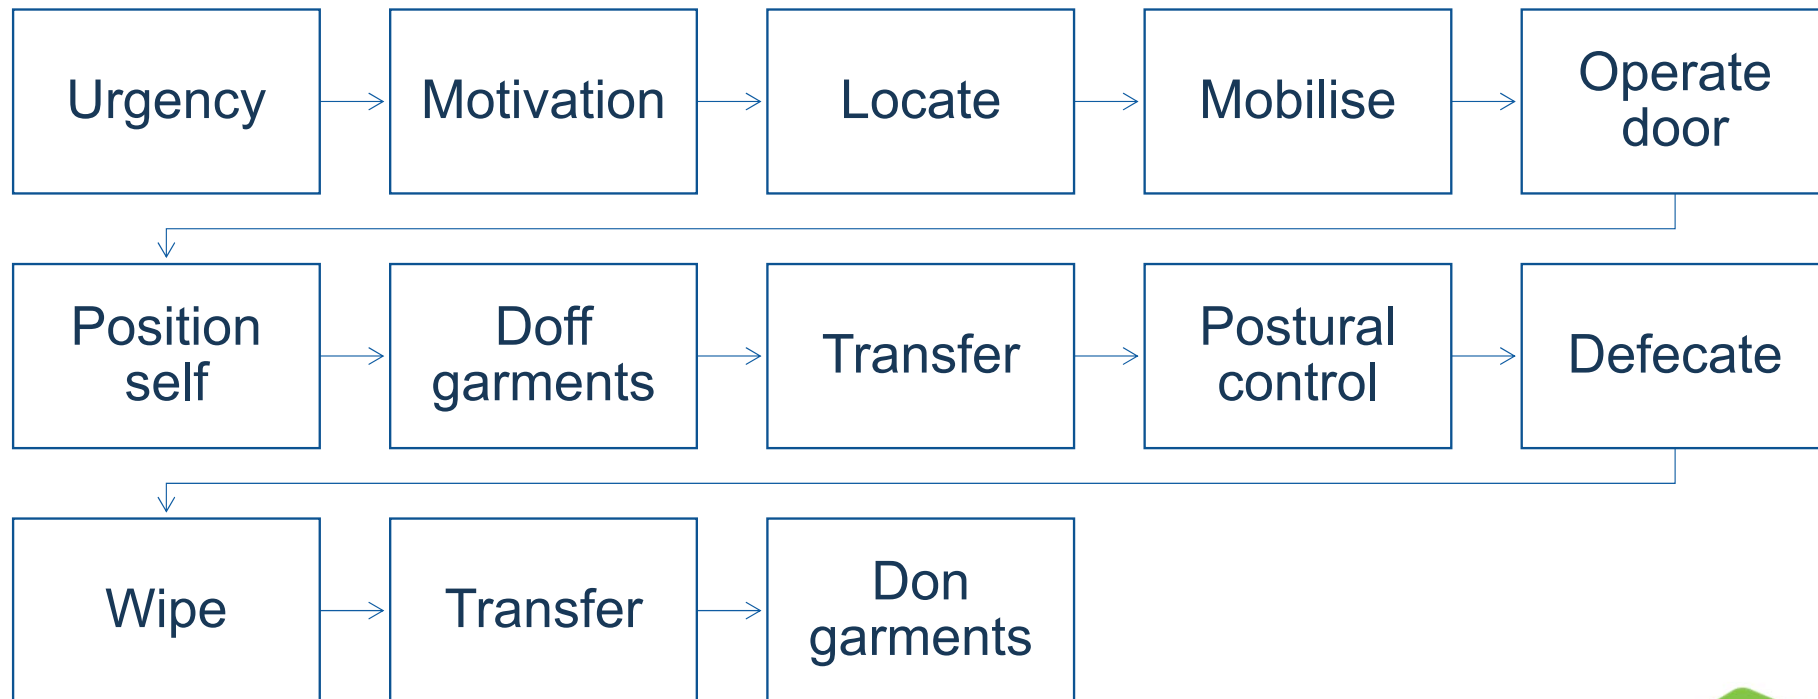 Urgency
Motivation
Locate
Mobilise
Operate
door
Position
self
Doff
garments
Transfer
Postural
control
Defecate
Wipe
Transfer
Don
garments